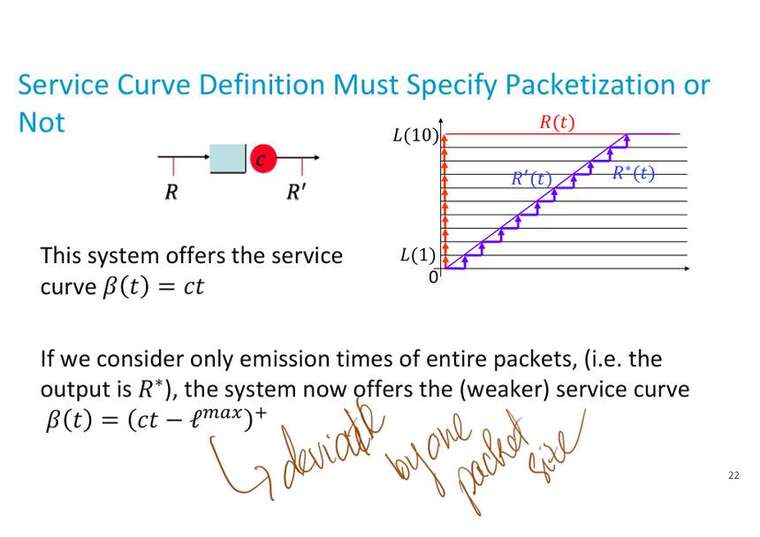 Service Curve Definition Must Specify Packetization or
Not
R(t)
L(10)
c
R'(t)
R*(t)
R
R'
L(1)
0
This system offers the service
curve β(t) = ct
If we consider only emission times of entire packets, (i.e. the
output is R*), the system now offers the (weaker) service curve
β(t) = (ct − ℓᵐᵃˣ)⁺
deviate by one packet size
22